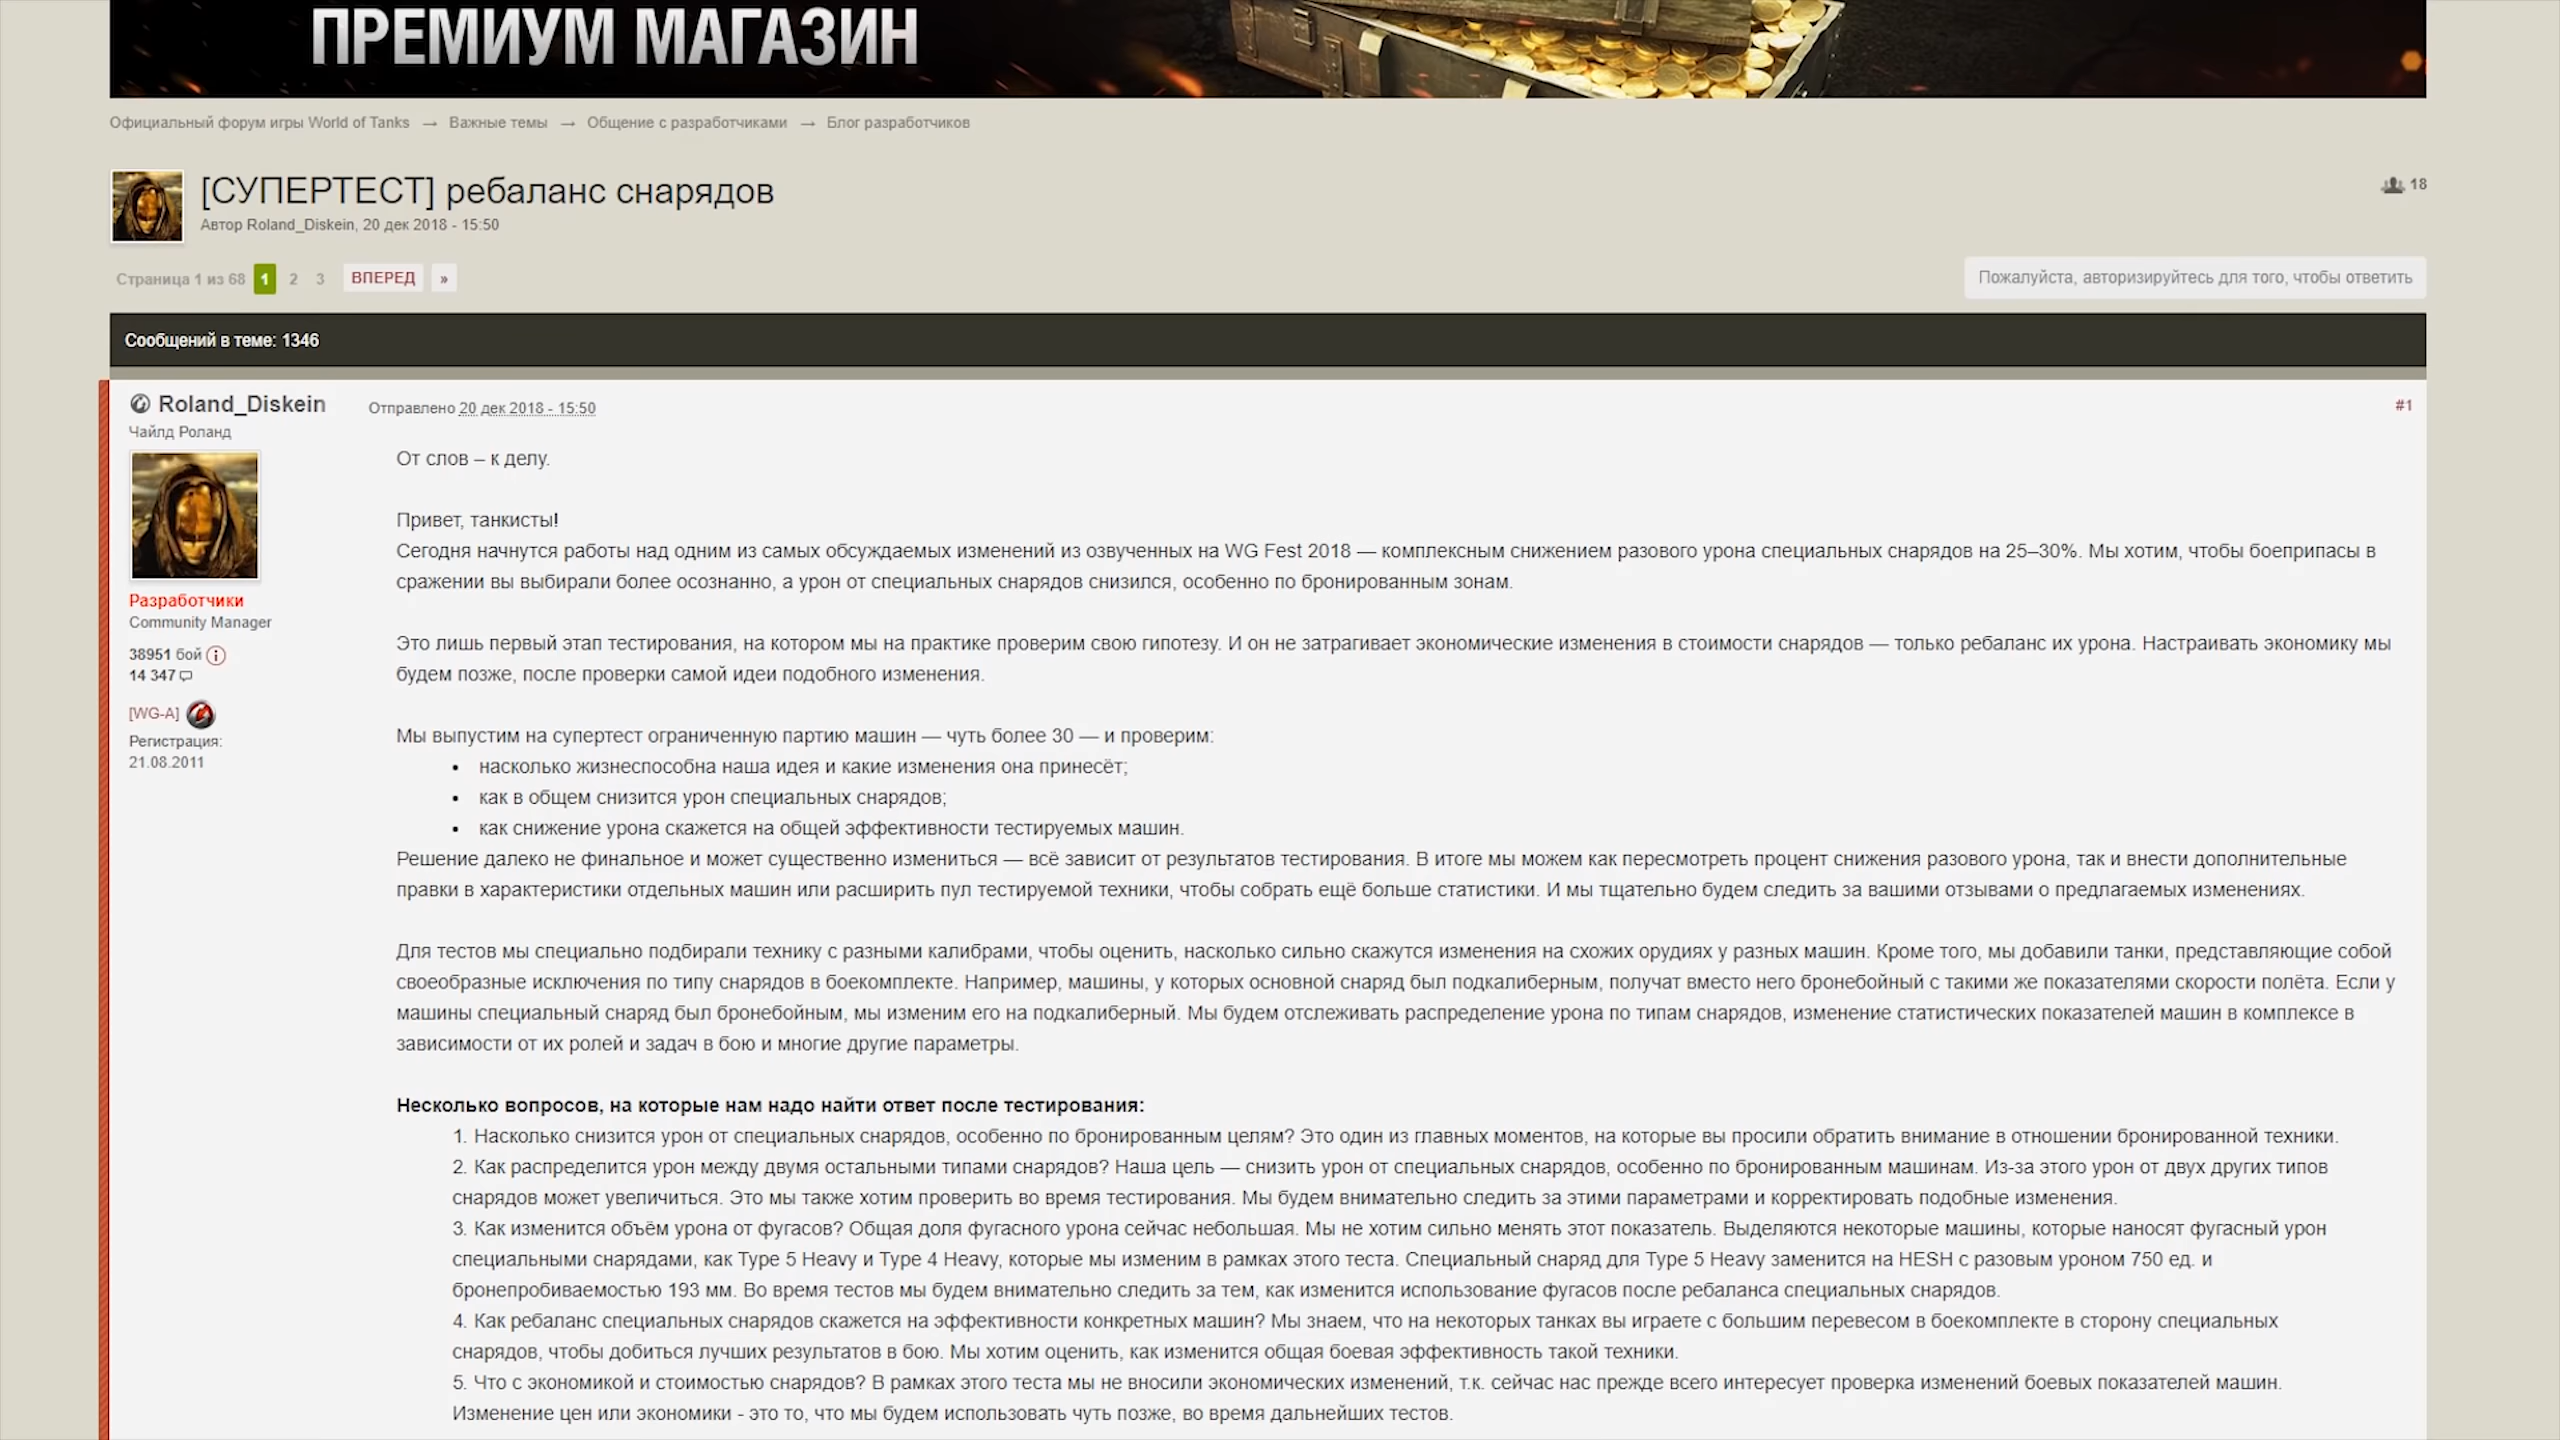 ПРЕМИУМ МАГАЗИН
Официальный форум игры World of Tanks → Важные темы → Общение с разработчиками → Блог разработчиков
[СУПЕРТЕСТ] ребаланс снарядов
18
Автор Roland_Diskein, 20 дек 2018 - 15:50
Страница 1 из 68 1 2 3 ВПЕРЕД »
Пожалуйста, авторизируйтесь для того, чтобы ответить
Сообщений в теме: 1346
Roland_Diskein
Отправлено 20 дек 2018 - 15:50
#1
Чайлд Роланд
Разработчики
Community Manager
38951 бой
14 347
[WG-A]
Регистрация:
21.08.2011
От слов – к делу.
Привет, танкисты!
Сегодня начнутся работы над одним из самых обсуждаемых изменений из озвученных на WG Fest 2018 — комплексным снижением разового урона специальных снарядов на 25–30%. Мы хотим, чтобы боеприпасы в
сражении вы выбирали более осознанно, а урон от специальных снарядов снизился, особенно по бронированным зонам.
Это лишь первый этап тестирования, на котором мы на практике проверим свою гипотезу. И он не затрагивает экономические изменения в стоимости снарядов — только ребаланс их урона. Настраивать экономику мы
будем позже, после проверки самой идеи подобного изменения.
Мы выпустим на супертест ограниченную партию машин — чуть более 30 — и проверим:
• насколько жизнеспособна наша идея и какие изменения она принесёт;
• как в общем снизится урон специальных снарядов;
• как снижение урона скажется на общей эффективности тестируемых машин.
Решение далеко не финальное и может существенно измениться — всё зависит от результатов тестирования. В итоге мы можем как пересмотреть процент снижения разового урона, так и внести дополнительные
правки в характеристики отдельных машин или расширить пул тестируемой техники, чтобы собрать ещё больше статистики. И мы тщательно будем следить за вашими отзывами о предлагаемых изменениях.
Для тестов мы специально подбирали технику с разными калибрами, чтобы оценить, насколько сильно скажутся изменения на схожих орудиях у разных машин. Кроме того, мы добавили танки, представляющие собой
своеобразные исключения по типу снарядов в боекомплекте. Например, машины, у которых основной снаряд был подкалиберным, получат вместо него бронебойный с такими же показателями скорости полёта. Если у
машины специальный снаряд был бронебойным, мы изменим его на подкалиберный. Мы будем отслеживать распределение урона по типам снарядов, изменение статистических показателей машин в комплексе в
зависимости от их ролей и задач в бою и многие другие параметры.
Несколько вопросов, на которые нам надо найти ответ после тестирования:
1. Насколько снизится урон от специальных снарядов, особенно по бронированным целям? Это один из главных моментов, на которые вы просили обратить внимание в отношении бронированной техники.
2. Как распределится урон между двумя остальными типами снарядов? Наша цель — снизить урон от специальных снарядов, особенно по бронированным машинам. Из-за этого урон от двух других типов
снарядов может увеличиться. Это мы также хотим проверить во время тестирования. Мы будем внимательно следить за этими параметрами и корректировать подобные изменения.
3. Как изменится объём урона от фугасов? Общая доля фугасного урона сейчас небольшая. Мы не хотим сильно менять этот показатель. Выделяются некоторые машины, которые наносят фугасный урон
специальными снарядами, как Type 5 Heavy и Type 4 Heavy, которые мы изменим в рамках этого теста. Специальный снаряд для Type 5 Heavy заменится на HESH с разовым уроном 750 ед. и
бронепробиваемостью 193 мм. Во время тестов мы будем внимательно следить за тем, как изменится использование фугасов после ребаланса специальных снарядов.
4. Как ребаланс специальных снарядов скажется на эффективности конкретных машин? Мы знаем, что на некоторых танках вы играете с большим перевесом в боекомплекте в сторону специальных
снарядов, чтобы добиться лучших результатов в бою. Мы хотим оценить, как изменится общая боевая эффективность такой техники.
5. Что с экономикой и стоимостью снарядов? В рамках этого теста мы не вносили экономических изменений, т.к. сейчас нас прежде всего интересует проверка изменений боевых показателей машин.
Изменение цен или экономики - это то, что мы будем использовать чуть позже, во время дальнейших тестов.